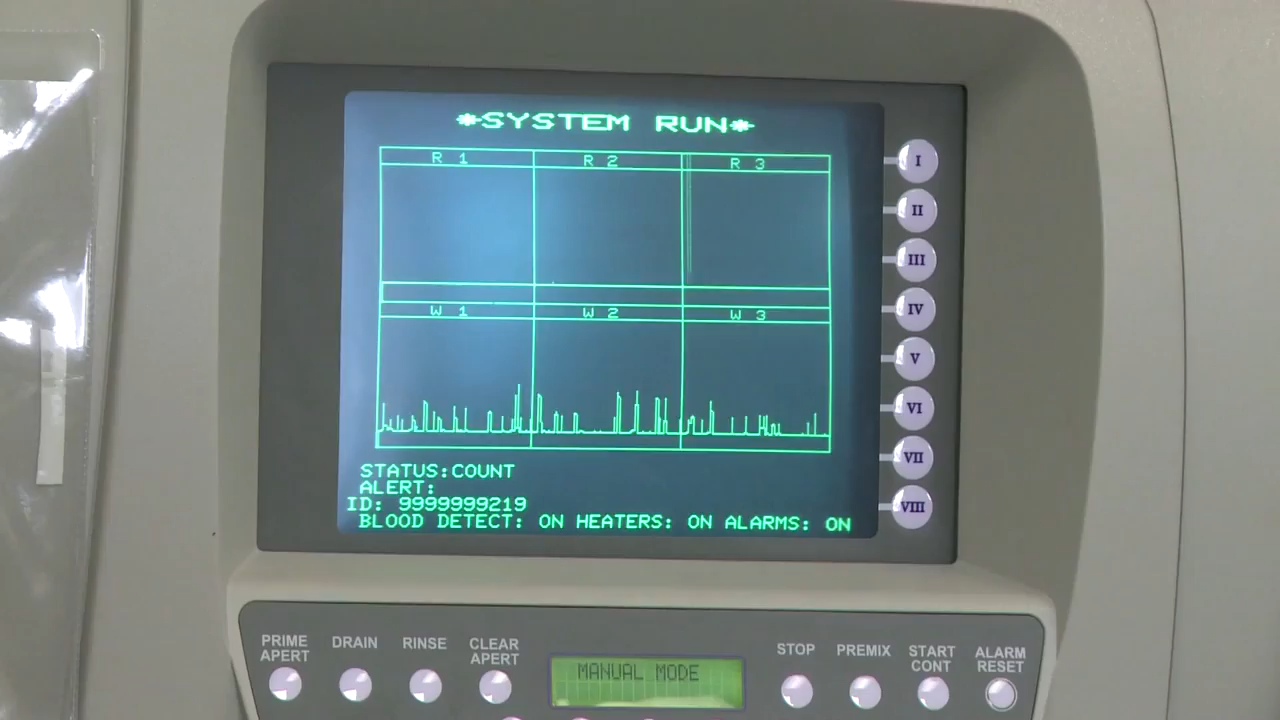 *SYSTEM RUN*
R 1 R 2 R 3
W 1 W 2 W 3
STATUS:COUNT
ALERT:
ID: 9999999219
BLOOD DETECT: ON HEATERS: ON ALARMS: ON
I
II
III
IV
V
VI
VII
VIII
PRIME APERT
DRAIN
RINSE
CLEAR APERT
MANUAL MODE
STOP
PREMIX
START CONT
ALARM RESET